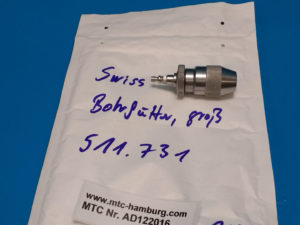 Swiss
Bohrfutter, groß
511.731
www.mtc-hamburg.com
MTC Nr. AD122016